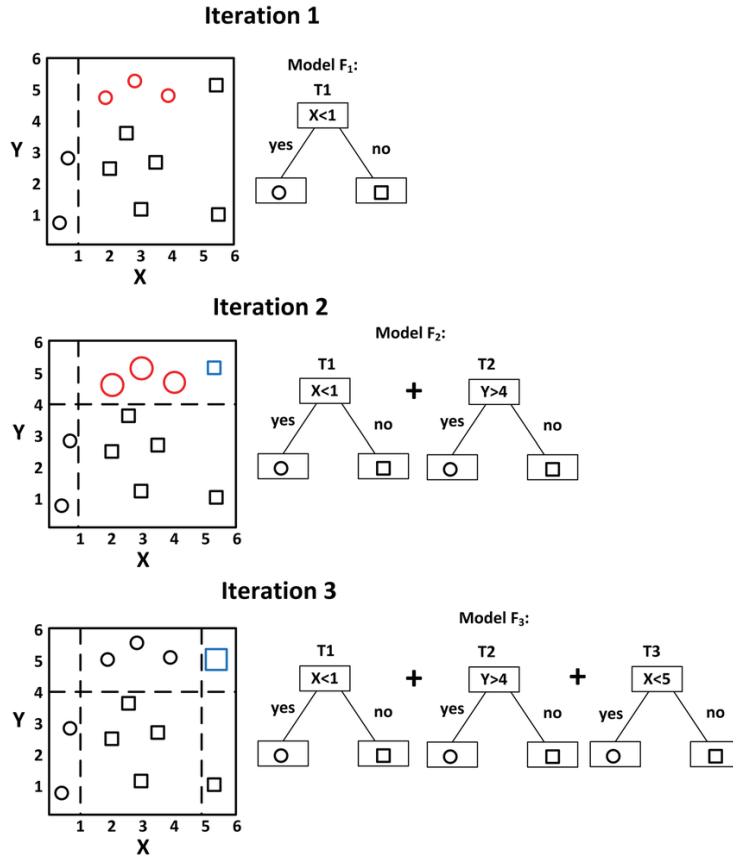 Iteration 1
Model F1:
6
5
4
3
2
1
Y
1 2 3 4 5 6
X
T1
X<1
yes no
Iteration 2
Model F2:
6
5
4
3
2
1
Y
1 2 3 4 5 6
X
T1 T2
X<1 + Y>4
yes no yes no
Iteration 3
Model F3:
6
5
4
3
2
1
Y
1 2 3 4 5 6
X
T1 T2 T3
X<1 + Y>4 + X<5
yes no yes no yes no